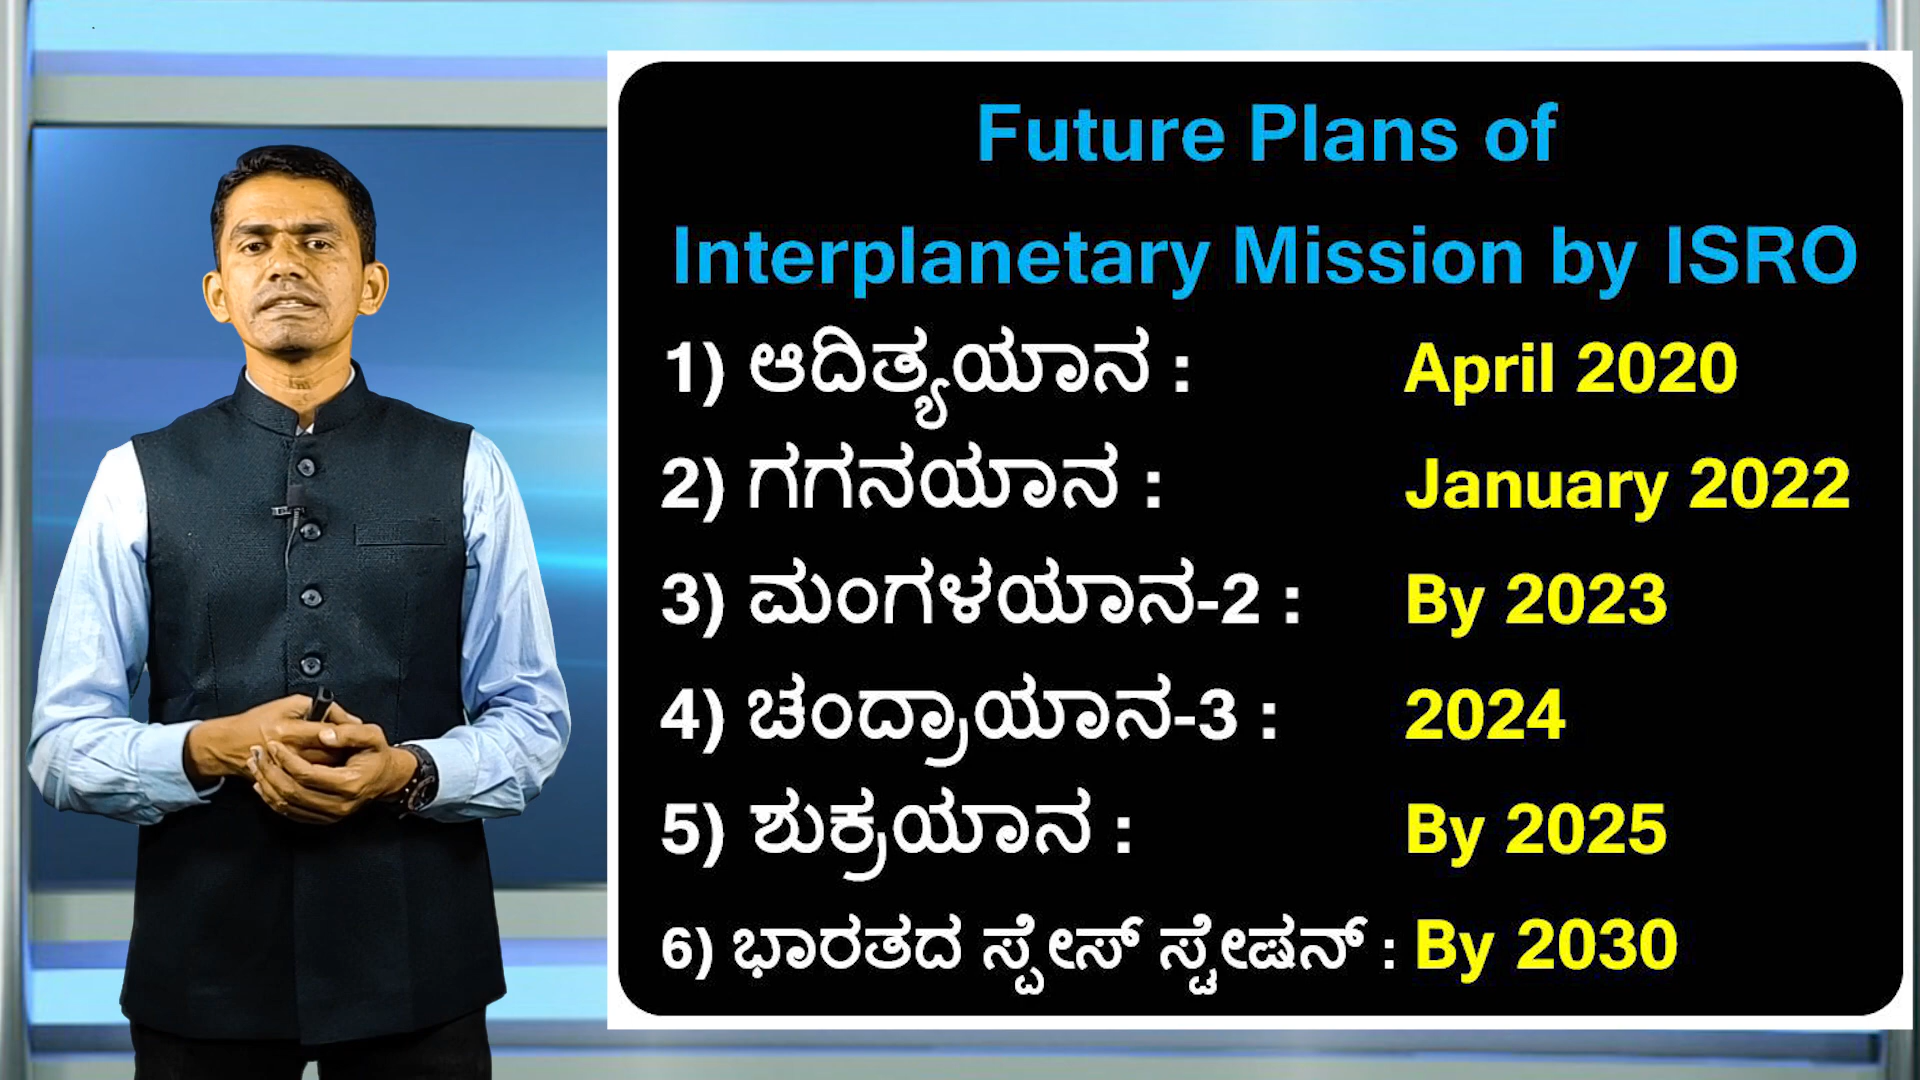 Future Plans of
Interplanetary Mission by ISRO
1) ಆದಿತ್ಯಯಾನ : April 2020
2) ಗಗನಯಾನ : January 2022
3) ಮಂಗಳಯಾನ-2 : By 2023
4) ಚಂದ್ರಾಯಾನ-3 : 2024
5) ಶುಕ್ರಯಾನ : By 2025
6) ಭಾರತದ ಸ್ಪೇಸ್ ಸ್ಟೇಷನ್ : By 2030